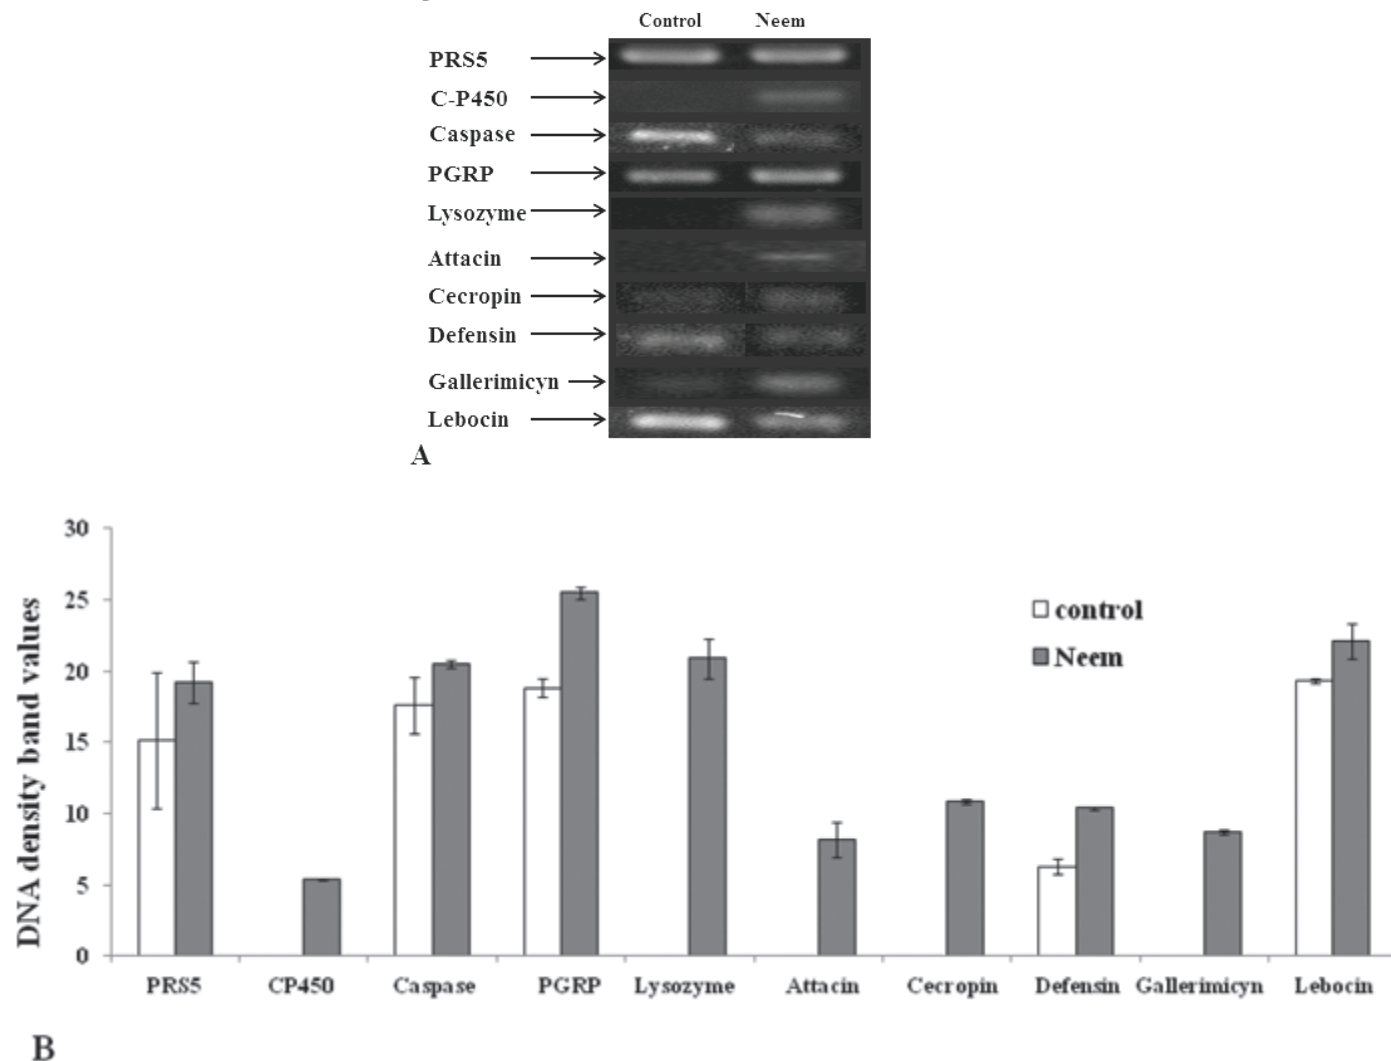 Control Neem
PRS5
C-P450
Caspase
PGRP
Lysozyme
Attacin
Cecropin
Defensin
Gallerimicyn
Lebocin
A
30
25
20
15
10
5
0
DNA density band values
control
Neem
PRS5 CP450 Caspase PGRP Lysozyme Attacin Cecropin Defensin Gallerimicyn Lebocin
B